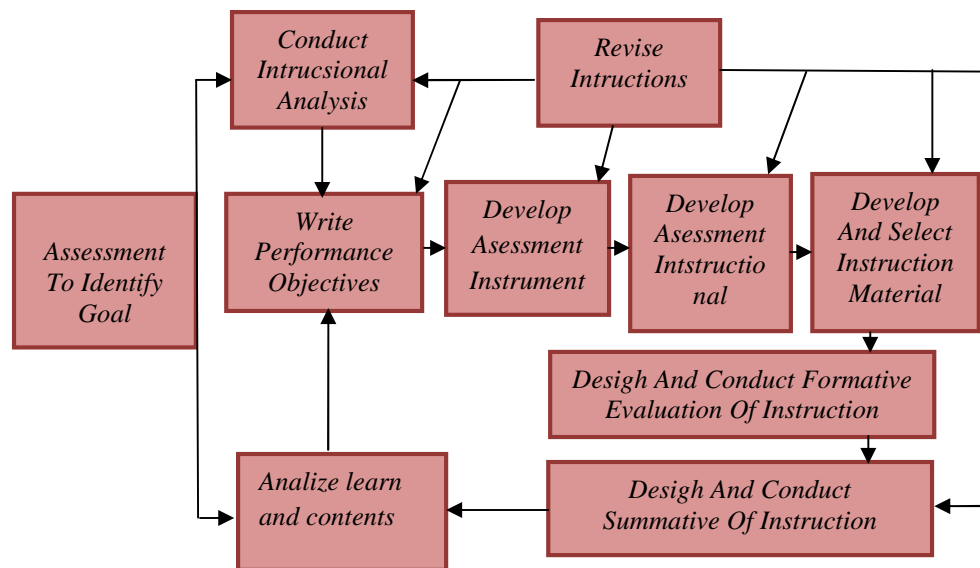 Conduct
Intrucsional
Analysis
Revise
Intructions
Assessment
To Identify
Goal
Write
Performance
Objectives
Develop
Asessment
Instrument
Develop
Asessment
Intstructio
nal
Develop
And Select
Instruction
Material
Desigh And Conduct Formative
Evaluation Of Instruction
Analize learn
and contents
Desigh And Conduct
Summative Of Instruction